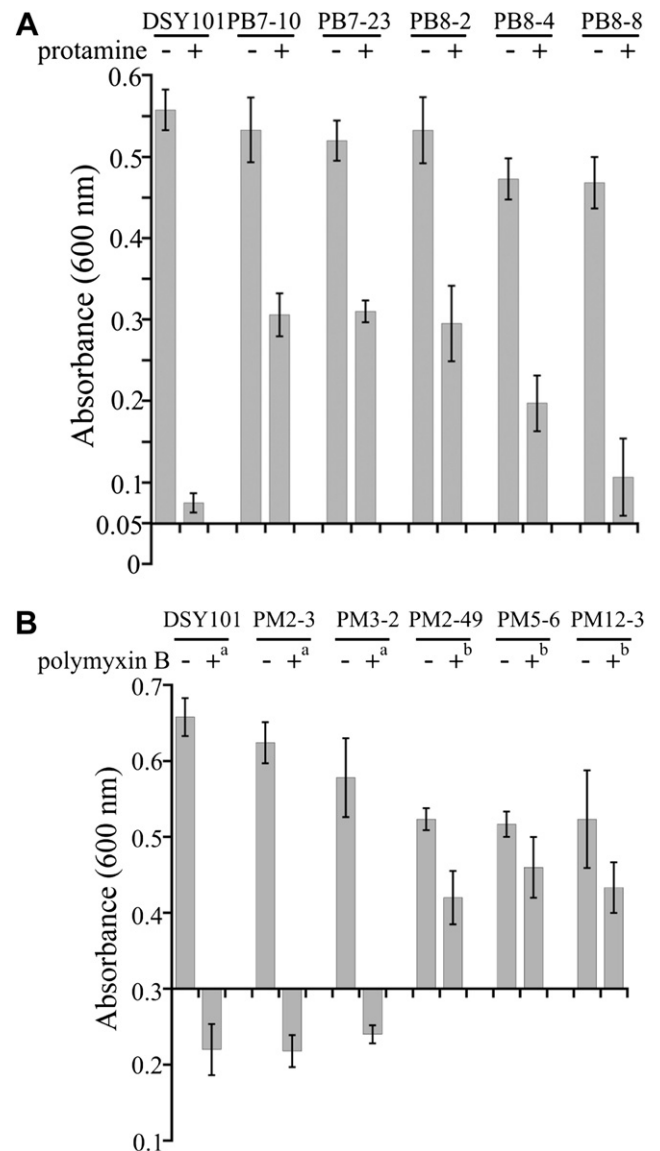 A
DSY101 PB7-10 PB7-23 PB8-2 PB8-4 PB8-8
protamine - + - + - + - + - + - +
0.6
0.5
0.4
0.3
0.2
0.1
0.05
0
Absorbance (600 nm)
B
DSY101 PM2-3 PM3-2 PM2-49 PM5-6 PM12-3
polymyxin B - +a - +a - +a - +b - +b - +b
0.7
0.6
0.5
0.4
0.3
0.2
0.1
Absorbance (600 nm)